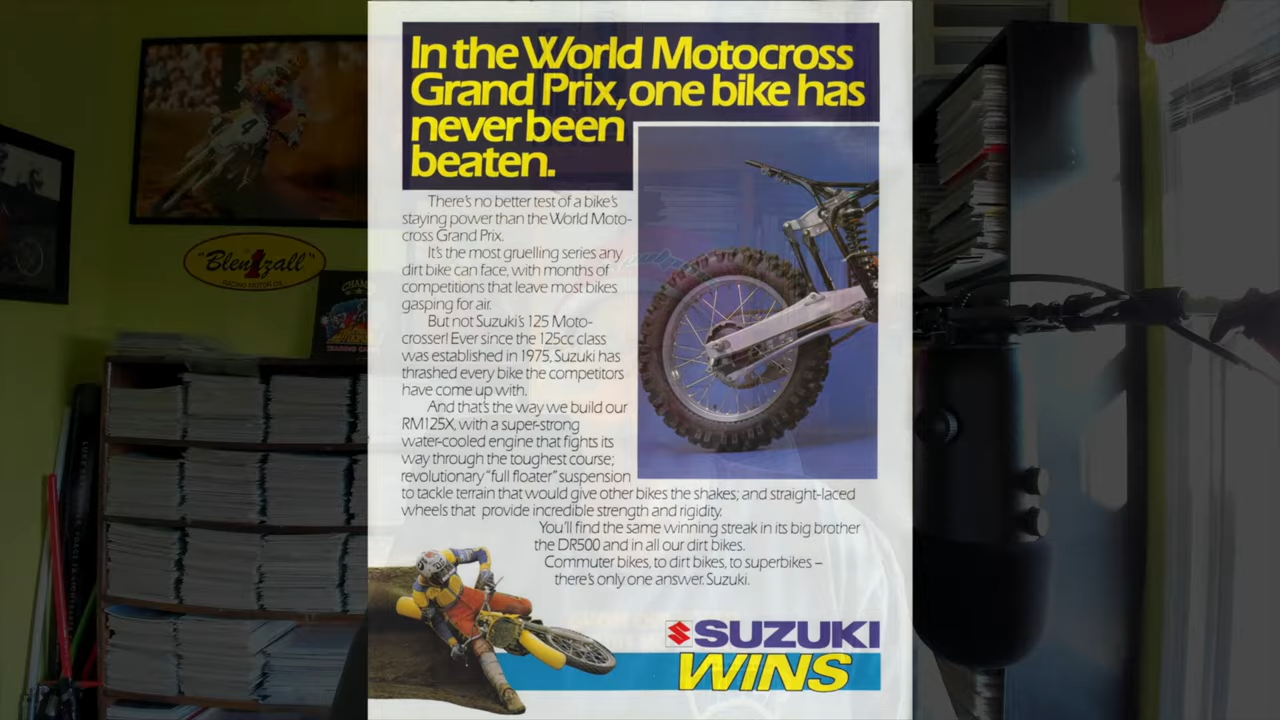 In the World Motocross
Grand Prix, one bike has
never been
beaten.
There's no better test of a bike's
staying power than the World Moto-
cross Grand Prix.
It's the most gruelling series any
dirt bike can face, with months of
competitions that leave most bikes
gasping for air.
But not Suzuki's 125 Moto-
crosser! Ever since the 125cc class
was established in 1975, Suzuki has
thrashed every bike the competitors
have come up with.
And that's the way we build our
RM125X, with a super-strong
water-cooled engine that fights its
way through the toughest course;
revolutionary "full floater" suspension
to tackle terrain that would give other bikes the shakes; and straight-laced
wheels that provide incredible strength and rigidity.
You'll find the same winning streak in its big brother
the DR500 and in all our dirt bikes.
Commuter bikes, to dirt bikes, to superbikes –
there's only one answer. Suzuki.
SUZUKI
WINS
4
"Blendzall"
1
RACING MOTOR OIL